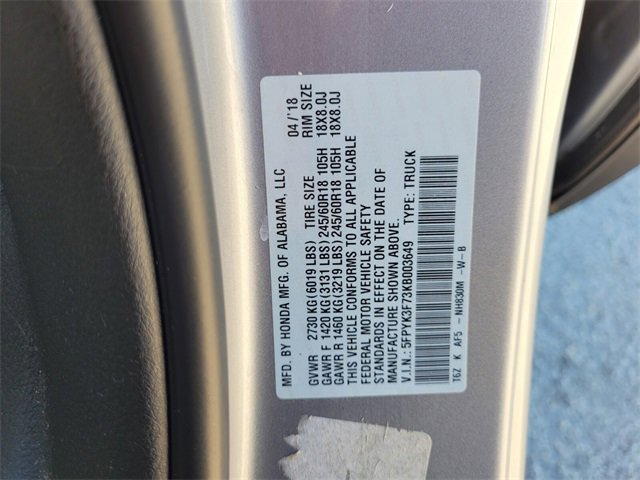 MFD. BY HONDA MFG. OF ALABAMA, LLC 04/'18
GVWR 2730 KG(6019 LBS) TIRE SIZE RIM SIZE
GAWR F 1420 KG(3131 LBS) 245/60R18 105H 18X8.0J
GAWR R 1460 KG(3219 LBS) 245/60R18 105H 18X8.0J
THIS VEHICLE CONFORMS TO ALL APPLICABLE
FEDERAL MOTOR VEHICLE SAFETY
STANDARDS IN EFFECT ON THE DATE OF
MANUFACTURE SHOWN ABOVE.
V.I.N.: 5FPYK3F73KB003649 TYPE: TRUCK
T6Z K AF5 - NH830M -W-B